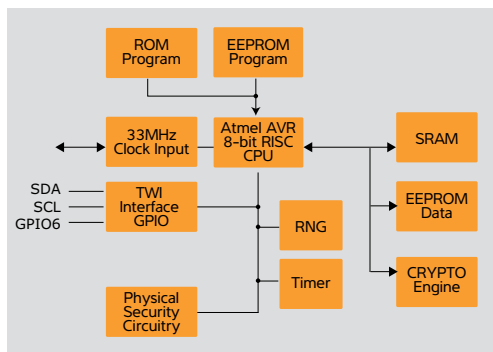 ROM
Program
EEPROM
Program
33MHz
Clock Input
Atmel AVR
8-bit RISC
CPU
SRAM
SDA
SCL
GPIO6
TWI
Interface
GPIO
EEPROM
Data
RNG
CRYPTO
Engine
Timer
Physical
Security
Circuitry